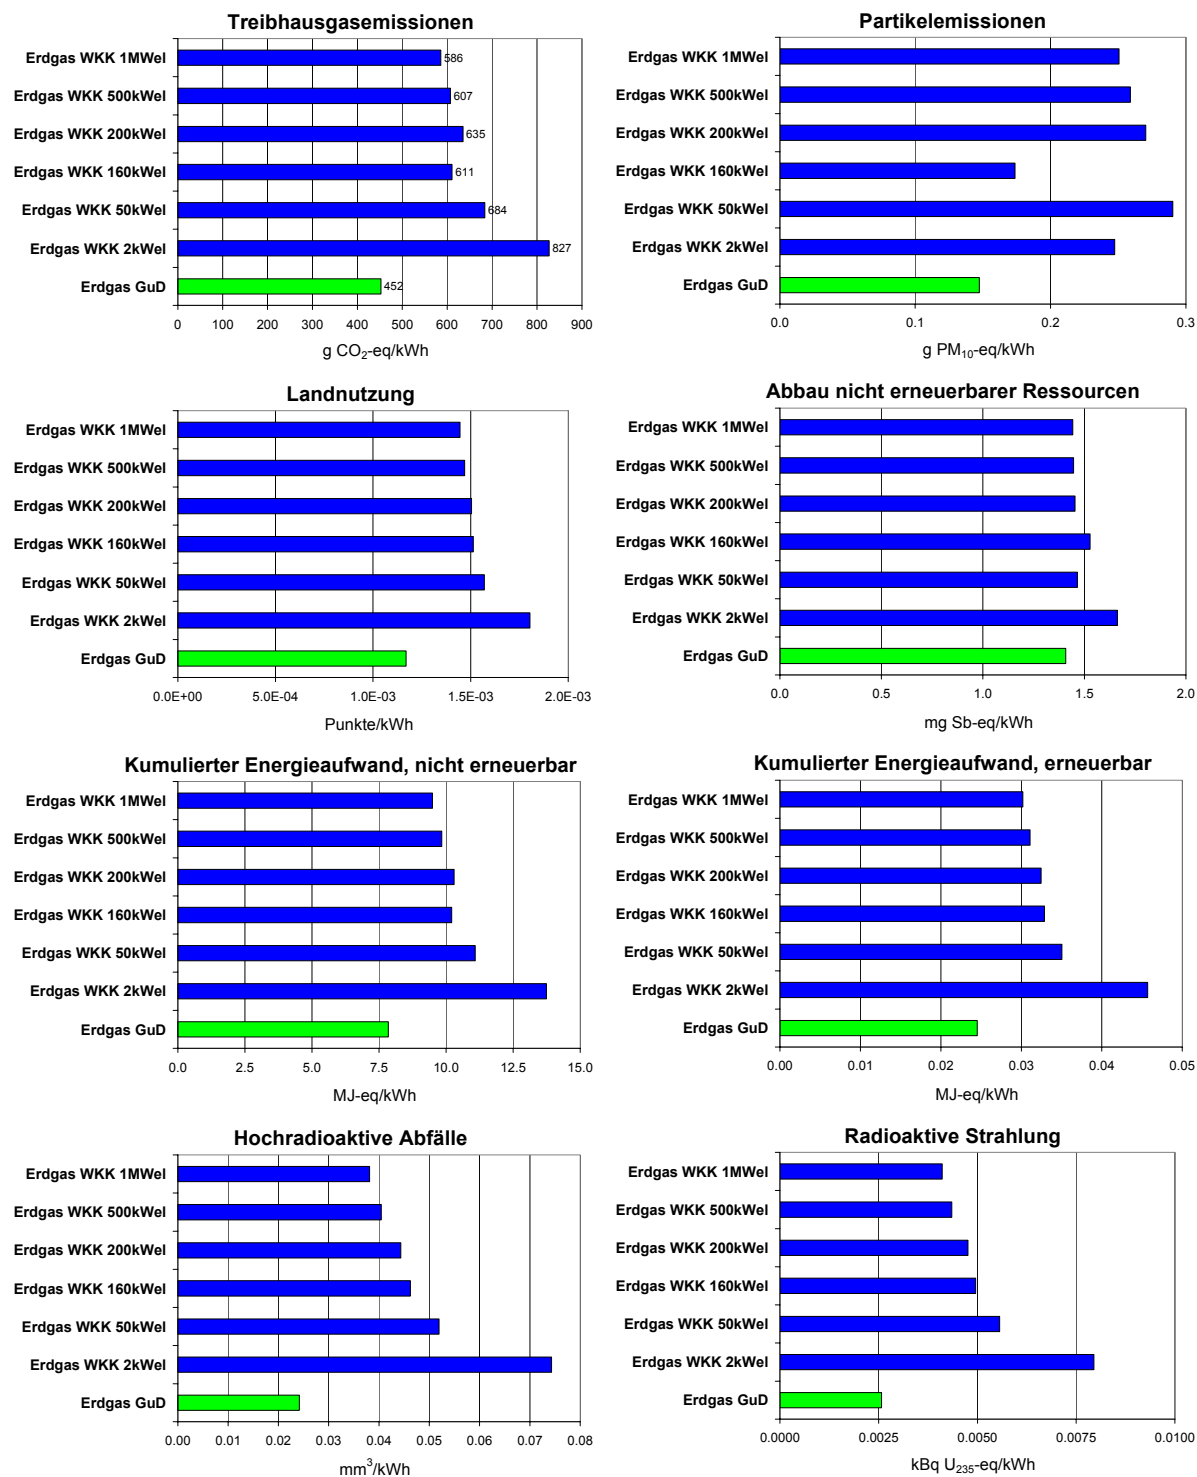 Treibhausgasemissionen
Erdgas WKK 1MWel
586
Erdgas WKK 500kWel
607
Erdgas WKK 200kWel
635
Erdgas WKK 160kWel
611
Erdgas WKK 50kWel
684
Erdgas WKK 2kWel
827
Erdgas GuD
452
0 100 200 300 400 500 600 700 800 900
g CO₂-eq/kWh
Partikelemissionen
Erdgas WKK 1MWel
Erdgas WKK 500kWel
Erdgas WKK 200kWel
Erdgas WKK 160kWel
Erdgas WKK 50kWel
Erdgas WKK 2kWel
Erdgas GuD
0.0 0.1 0.2 0.3
g PM₁₀-eq/kWh
Landnutzung
Erdgas WKK 1MWel
Erdgas WKK 500kWel
Erdgas WKK 200kWel
Erdgas WKK 160kWel
Erdgas WKK 50kWel
Erdgas WKK 2kWel
Erdgas GuD
0.0E+00 5.0E-04 1.0E-03 1.5E-03 2.0E-03
Punkte/kWh
Abbau nicht erneuerbarer Ressourcen
Erdgas WKK 1MWel
Erdgas WKK 500kWel
Erdgas WKK 200kWel
Erdgas WKK 160kWel
Erdgas WKK 50kWel
Erdgas WKK 2kWel
Erdgas GuD
0.0 0.5 1.0 1.5 2.0
mg Sb-eq/kWh
Kumulierter Energieaufwand, nicht erneuerbar
Erdgas WKK 1MWel
Erdgas WKK 500kWel
Erdgas WKK 200kWel
Erdgas WKK 160kWel
Erdgas WKK 50kWel
Erdgas WKK 2kWel
Erdgas GuD
0.0 2.5 5.0 7.5 10.0 12.5 15.0
MJ-eq/kWh
Kumulierter Energieaufwand, erneuerbar
Erdgas WKK 1MWel
Erdgas WKK 500kWel
Erdgas WKK 200kWel
Erdgas WKK 160kWel
Erdgas WKK 50kWel
Erdgas WKK 2kWel
Erdgas GuD
0.00 0.01 0.02 0.03 0.04 0.05
MJ-eq/kWh
Hochradioaktive Abfälle
Erdgas WKK 1MWel
Erdgas WKK 500kWel
Erdgas WKK 200kWel
Erdgas WKK 160kWel
Erdgas WKK 50kWel
Erdgas WKK 2kWel
Erdgas GuD
0.00 0.01 0.02 0.03 0.04 0.05 0.06 0.07 0.08
mm³/kWh
Radioaktive Strahlung
Erdgas WKK 1MWel
Erdgas WKK 500kWel
Erdgas WKK 200kWel
Erdgas WKK 160kWel
Erdgas WKK 50kWel
Erdgas WKK 2kWel
Erdgas GuD
0.0000 0.0025 0.0050 0.0075 0.0100
kBq U₂₃₅-eq/kWh